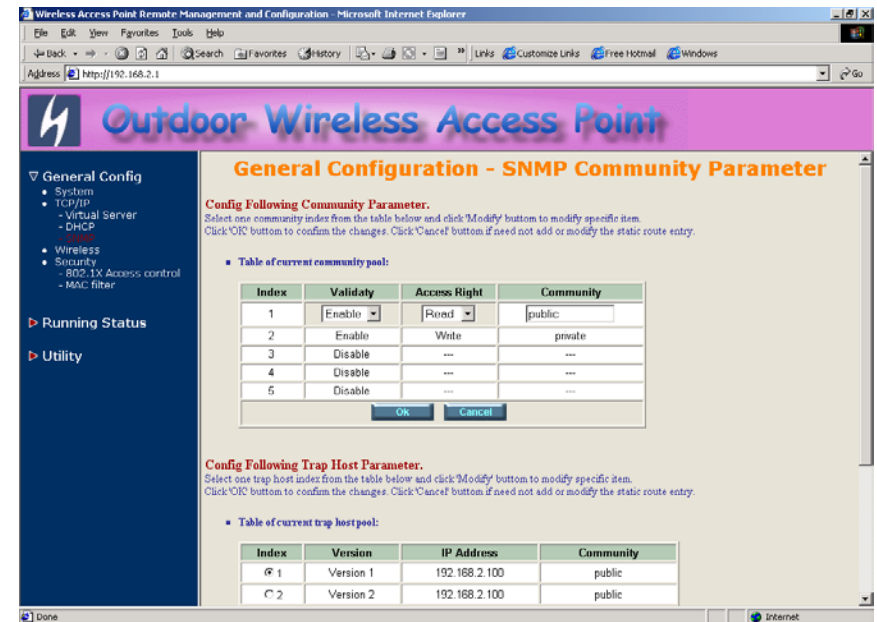 Wireless Access Point Remote Management and Configuration - Microsoft Internet Explorer
File Edit View Favorites Tools Help
Back Search Favorites History Links Customize Links Free Hotmail Windows
Address http://192.168.2.1 Go
Outdoor Wireless Access Point
General Config
System
TCP/IP
- Virtual Server
- DHCP
Wireless
Security
- 802.1X Access control
- MAC filter
Running Status
Utility
General Configuration - SNMP Community Parameter
Config Following Community Parameter.
Select one community index from the table below and click 'Modify' buttom to modify specific item.
Click 'OK' buttom to confirm the changes. Click 'Cancel' buttom if need not add or modify the static route entry.
Table of current community pool:
Index Validaty Access Right Community
1 Enable Read public
2 Enable Write private
3 Disable --- ---
4 Disable --- ---
5 Disable --- ---
Ok Cancel
Config Following Trap Host Parameter.
Select one trap host index from the table below and click 'Modify' buttom to modify specific item.
Click 'OK' buttom to confirm the changes. Click 'Cancel' buttom if need not add or modify the static route entry.
Table of current trap host pool:
Index Version IP Address Community
1 Version 1 192.168.2.100 public
2 Version 2 192.168.2.100 public
Done Internet